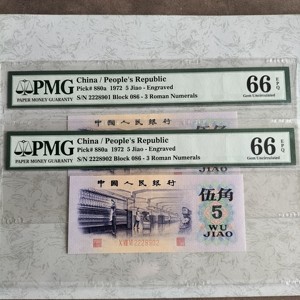 PMG
PAPER MONEY GUARANTY
China / People's Republic
Pick# 880a 1972 5 Jiao - Engraved
S/N 2228901 Block 086 - 3 Roman Numerals
66 EPQ
Gem Uncirculated
PMG
PAPER MONEY GUARANTY
China / People's Republic
Pick# 880a 1972 5 Jiao - Engraved
S/N 2228902 Block 086 - 3 Roman Numerals
66 EPQ
Gem Uncirculated
中国人民银行
伍角
5
WU
JIAO
2228902